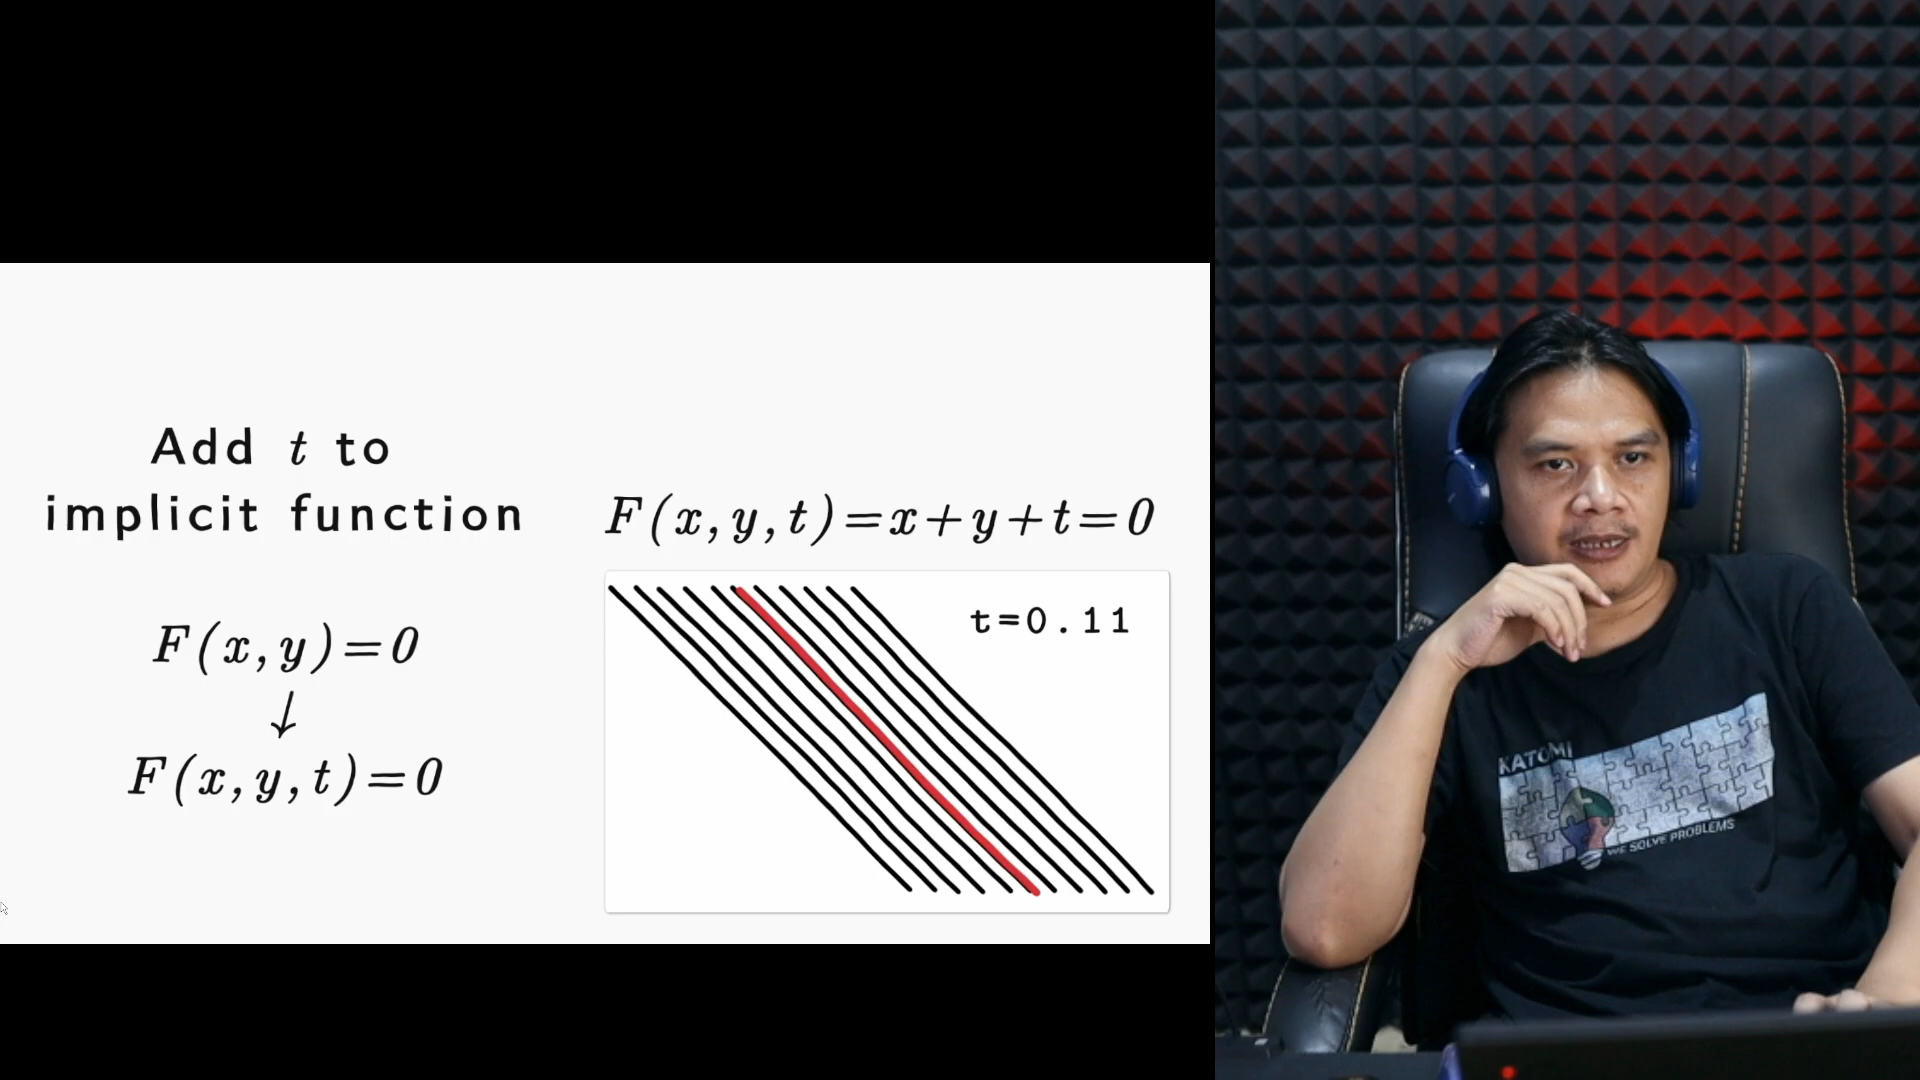 Add t to
implicit function
F(x,y)=0
↓
F(x,y,t)=0
F(x,y,t)=x+y+t=0
t=0.11
KATOMI
WE SOLVE PROBLEMS